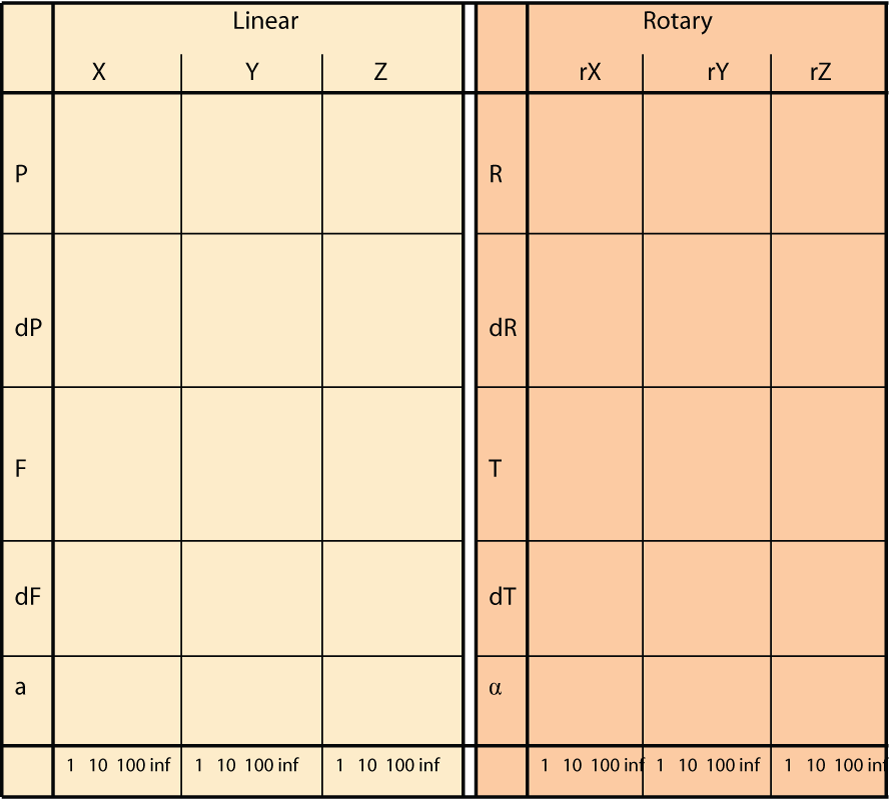 Linear Rotary
X Y Z rX rY rZ
P R
dP dR
F T
dF dT
a α
1 10 100 inf 1 10 100 inf 1 10 100 inf 1 10 100 inf 1 10 100 inf 1 10 100 inf